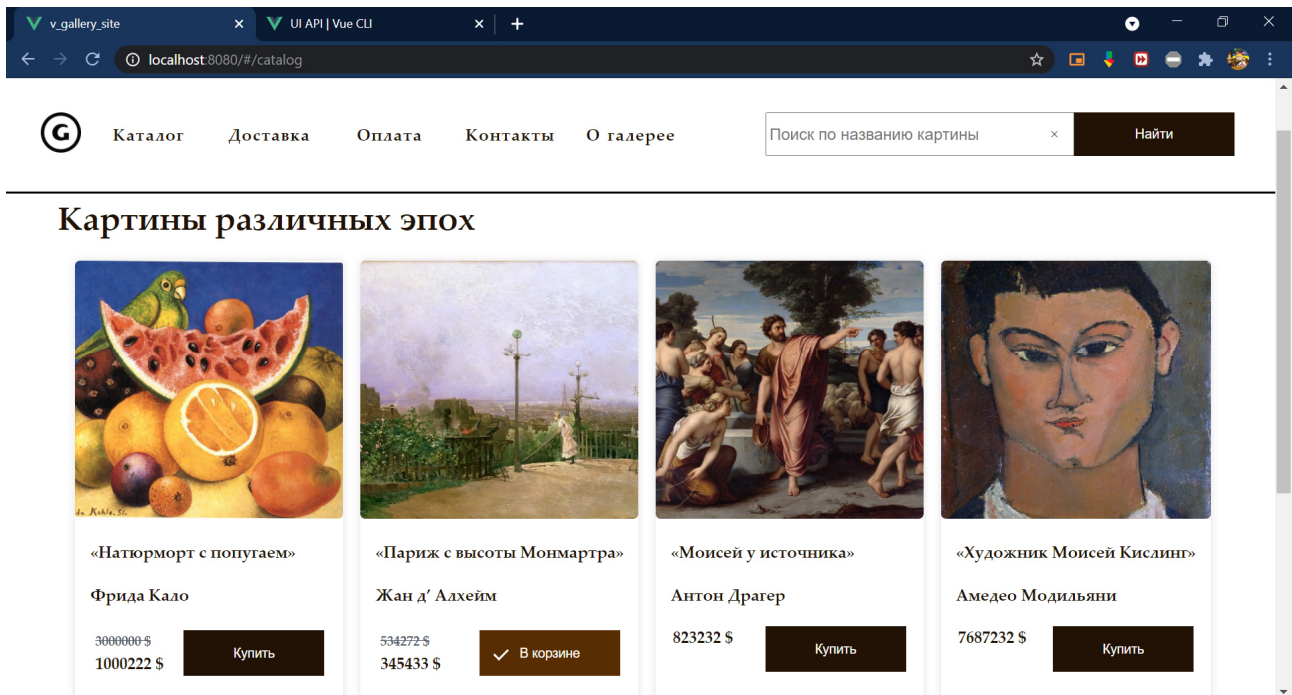 v_gallery_site
UI API | Vue CLI
localhost:8080/#/catalog
G
Каталог
Доставка
Оплата
Контакты
О галерее
Поиск по названию картины
Найти
Картины различных эпох
«Натюрморт с попугаем»
«Париж с высоты Монмартра»
«Моисей у источника»
«Художник Моисей Кислинг»
Фрида Кало
Жан д’ Алхейм
Антон Драгер
Амедео Модильяни
3000000 $
1000222 $
Купить
534272 $
345433 $
В корзине
823232 $
Купить
7687232 $
Купить